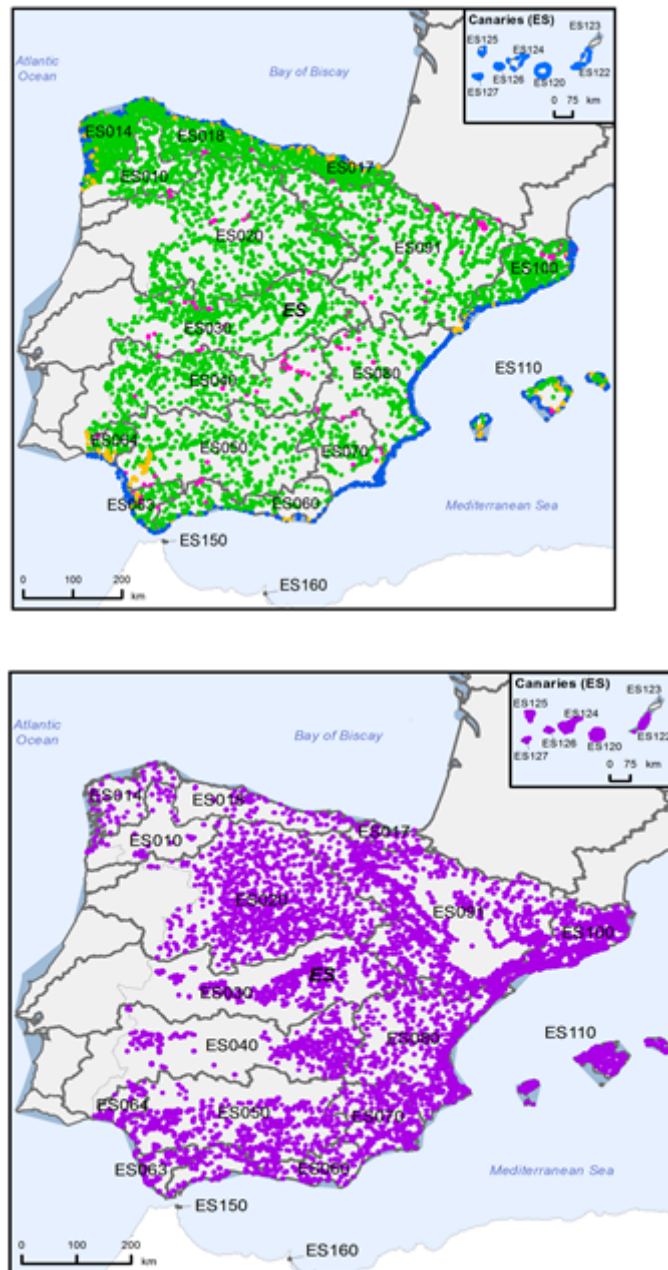 Canaries (ES)
ES123
ES125
ES124
ES126
ES120
ES122
ES127
0 75 km
Atlantic
Ocean
Bay of Biscay
ES014
ES018
ES017
ES010
ES020
ES091
ES100
ES
ES030
ES040
ES080
ES110
ES064
ES050
ES070
ES063
ES060
Mediterranean Sea
ES150
ES160
0 100 200
km
Canaries (ES)
ES123
ES125
ES124
ES126
ES120
ES122
ES127
0 75
km
Atlantic
Ocean
Bay of Biscay
ES014
ES018
ES017
ES010
ES020
ES091
ES100
ES
ES030
ES040
ES080
ES110
ES064
ES050
ES070
ES063
ES060
Mediterranean Sea
ES150
ES160
0 100 200
km